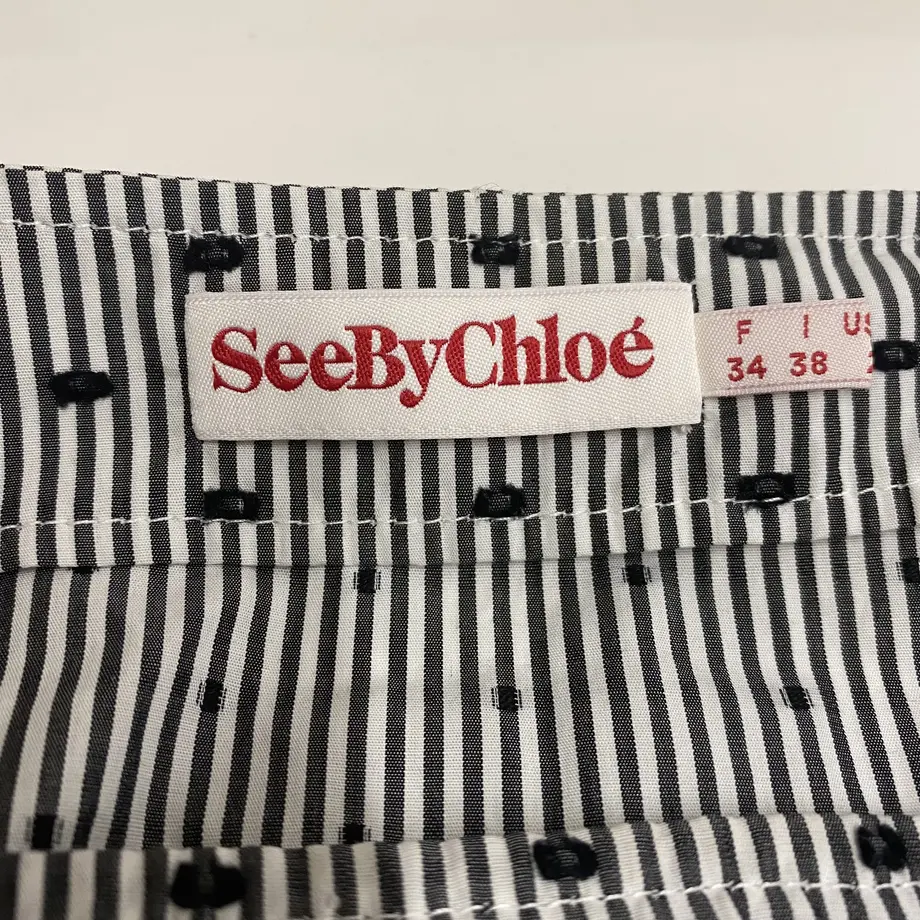 SeeByChloé
F I US
34 38